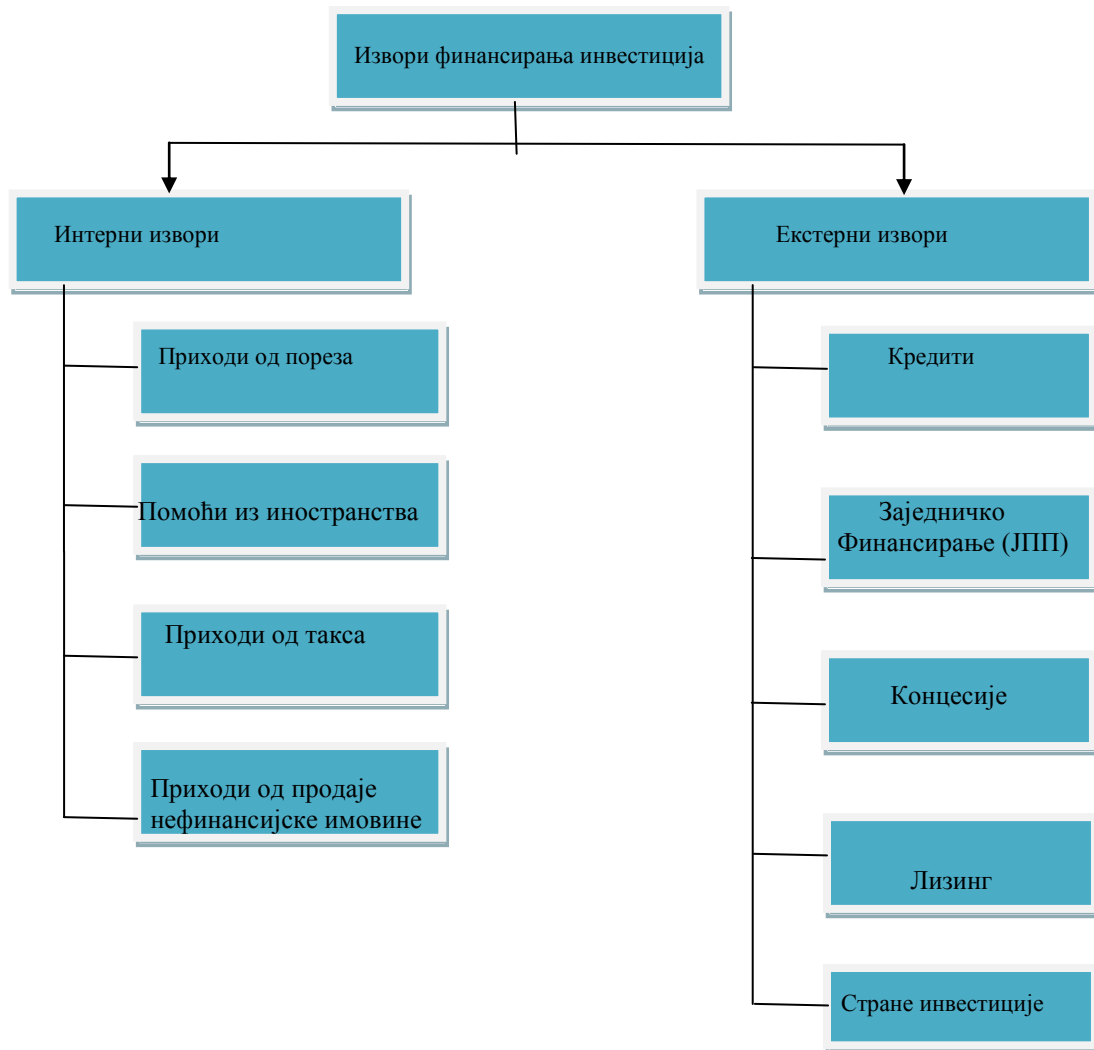 Извори финансирања инвестиција
Интерни извори
Екстерни извори
Приходи од пореза
Помоћи из иностранства
Приходи од такса
Приходи од продаје
нефинансијске имовине
Кредити
Заједничко
Финансирање (ЈПП)
Концесије
Лизинг
Стране инвестиције